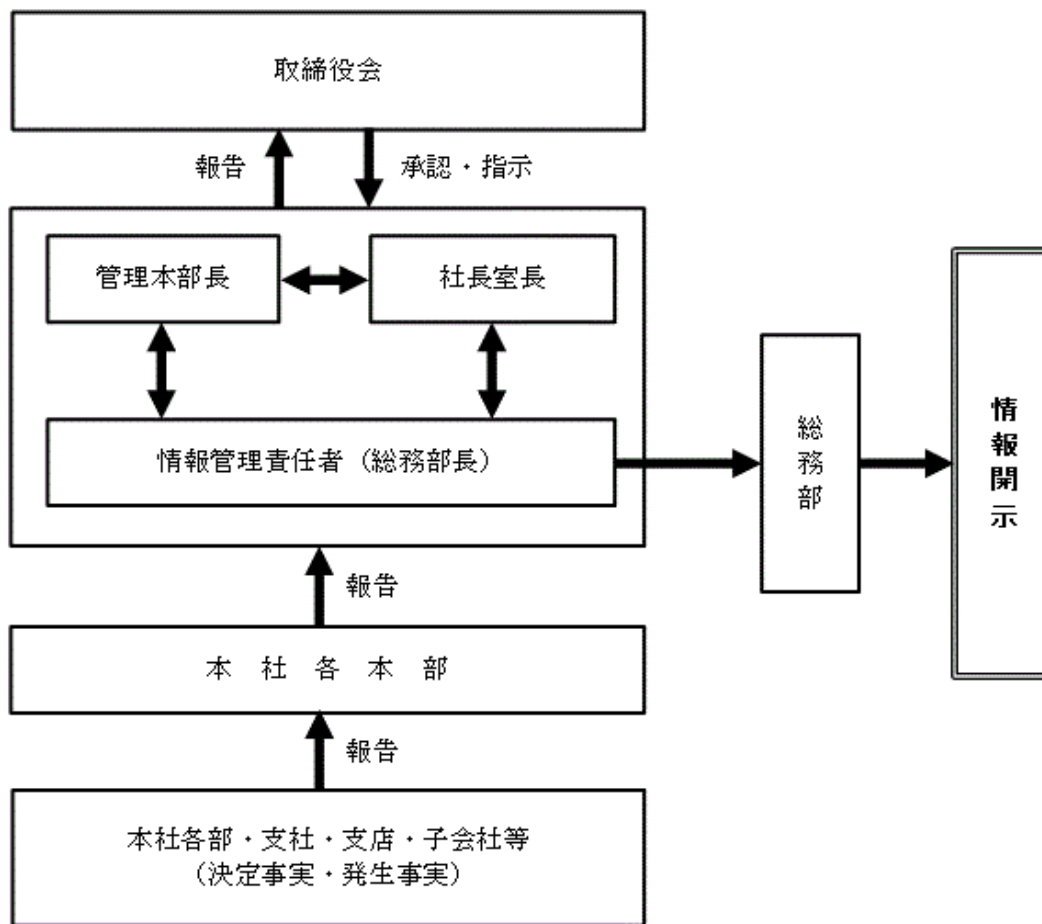 取締役会
報告
承認・指示
管理本部長
社長室長
情報管理責任者（総務部長）
総務部
情報開示
報告
本社各本部
報告
本社各部・支社・支店・子会社等
（決定事実・発生事実）